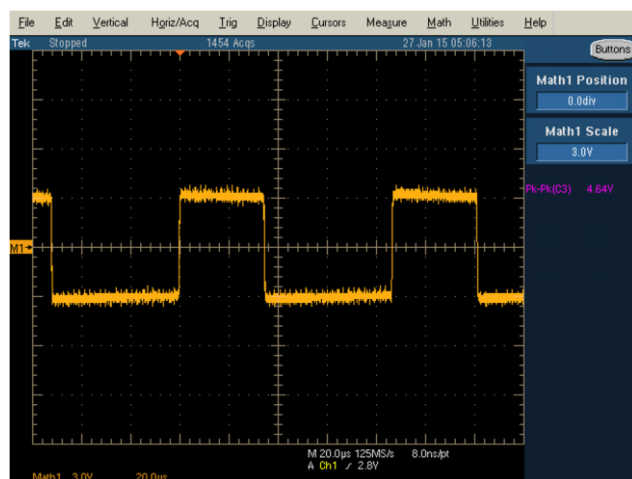 File Edit Vertical Horiz/Acq Trig Display Cursors Measure Math Utilities Help
Tek Stopped 1454 Acqs 27 Jan 15 05:06:13
Buttons
Math1 Position
0.0div
Math1 Scale
3.0V
Pk-Pk(C3) 4.64V
M1
M 20.0µs 125MS/s 8.0ns/pt
A Ch1 / 2.8V
Math1 3.0V 20.0µs